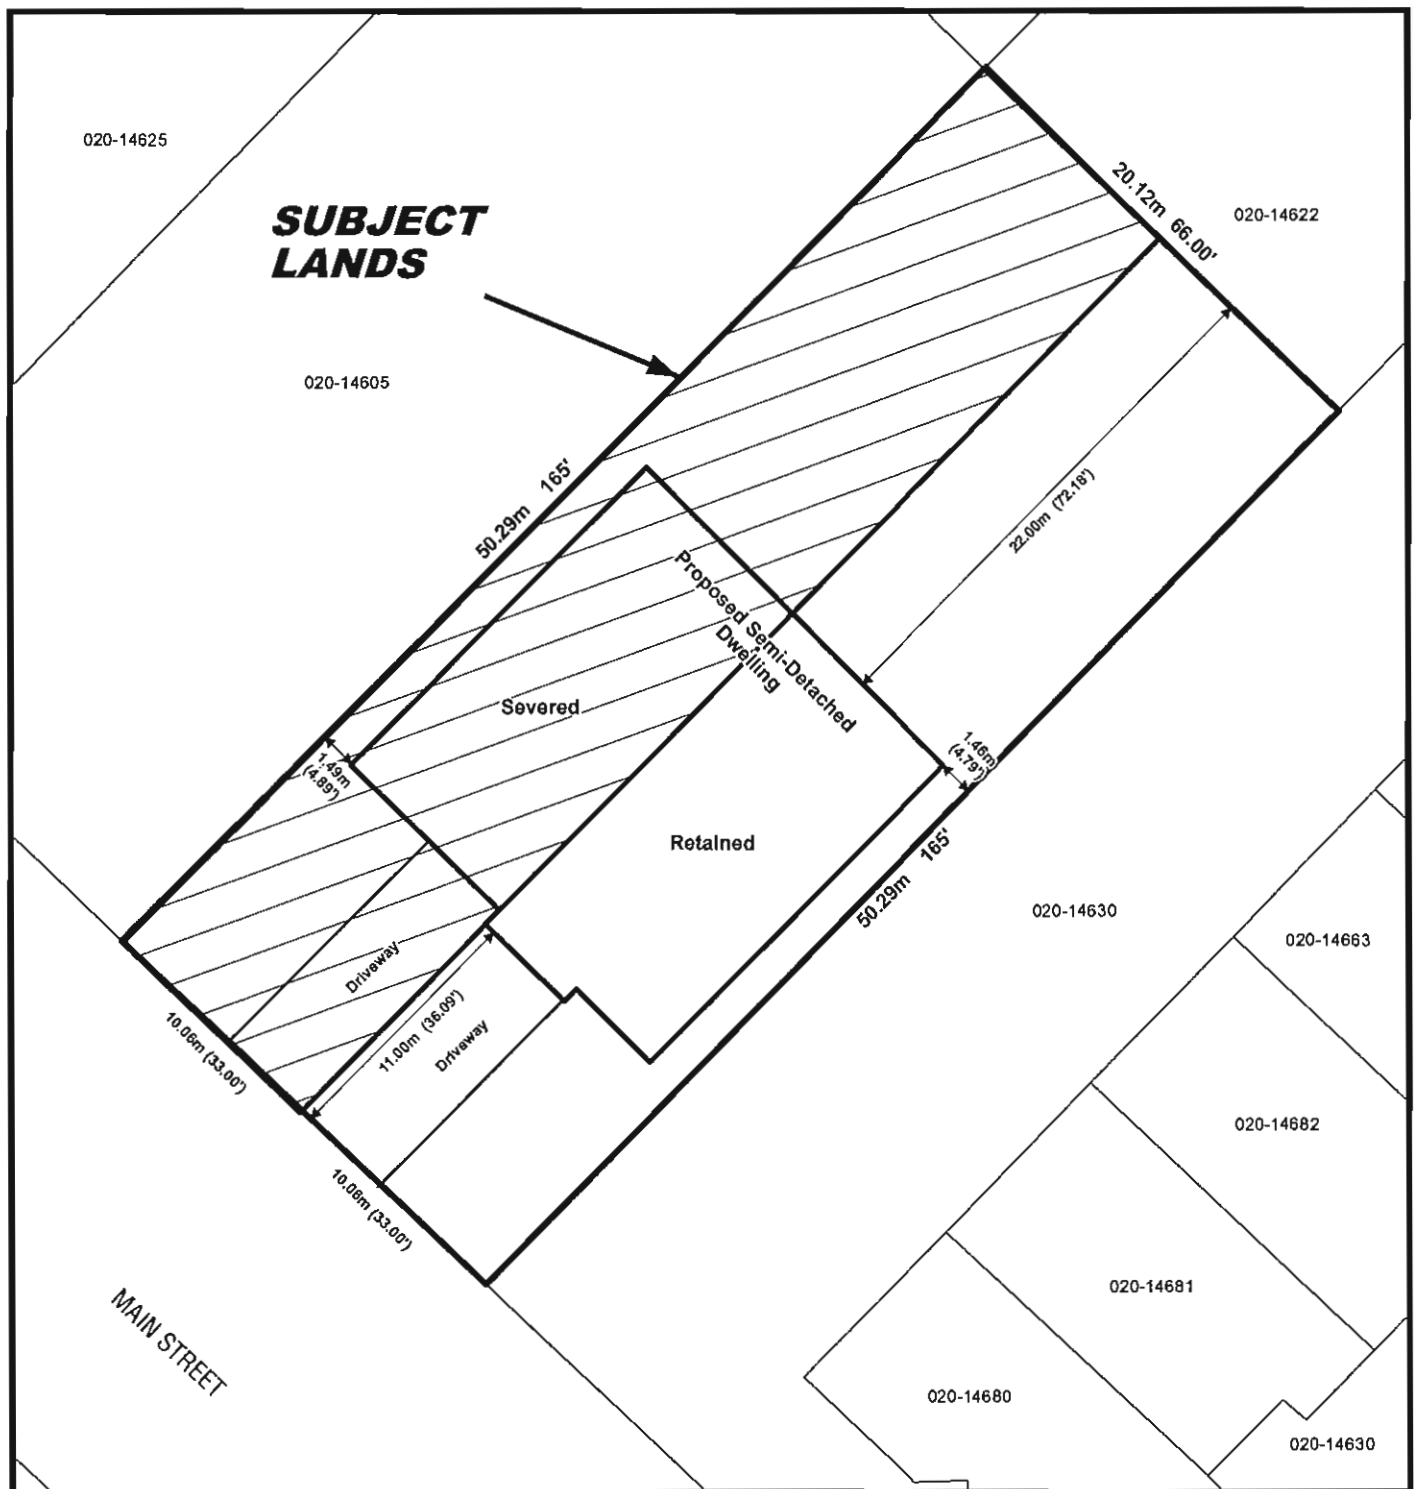 020-14625
SUBJECT
LANDS
020-14605
20.12m 66.00'
020-14622
50.29m 165'
22.00m (72.18')
Proposed Semi-Detached
Dwelling
Severed
1.49m
(4.89')
1.46m
(4.79')
Retained
50.29m 165'
020-14630
020-14663
Driveway
11.00m (36.09')
Driveway
10.06m (33.00')
10.06m (33.00')
020-14682
020-14681
MAIN STREET
020-14680
020-14630